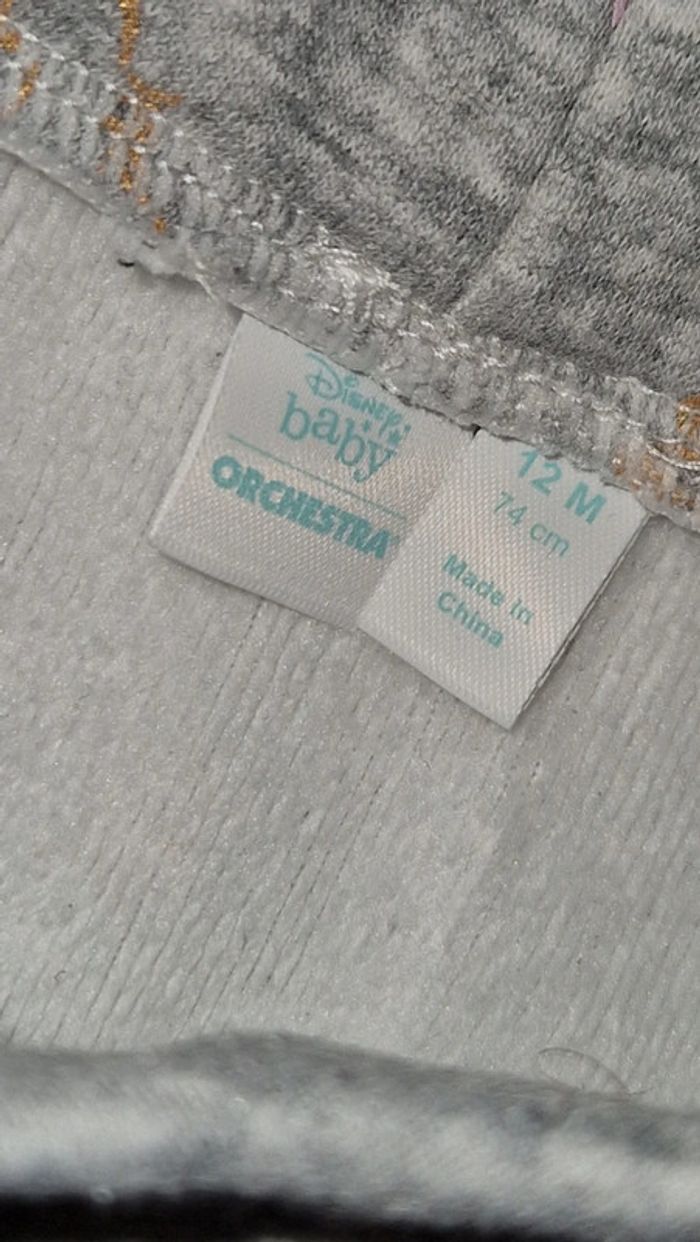 Disney
baby
ORCHESTRA
12 M
74 cm
Made in
China